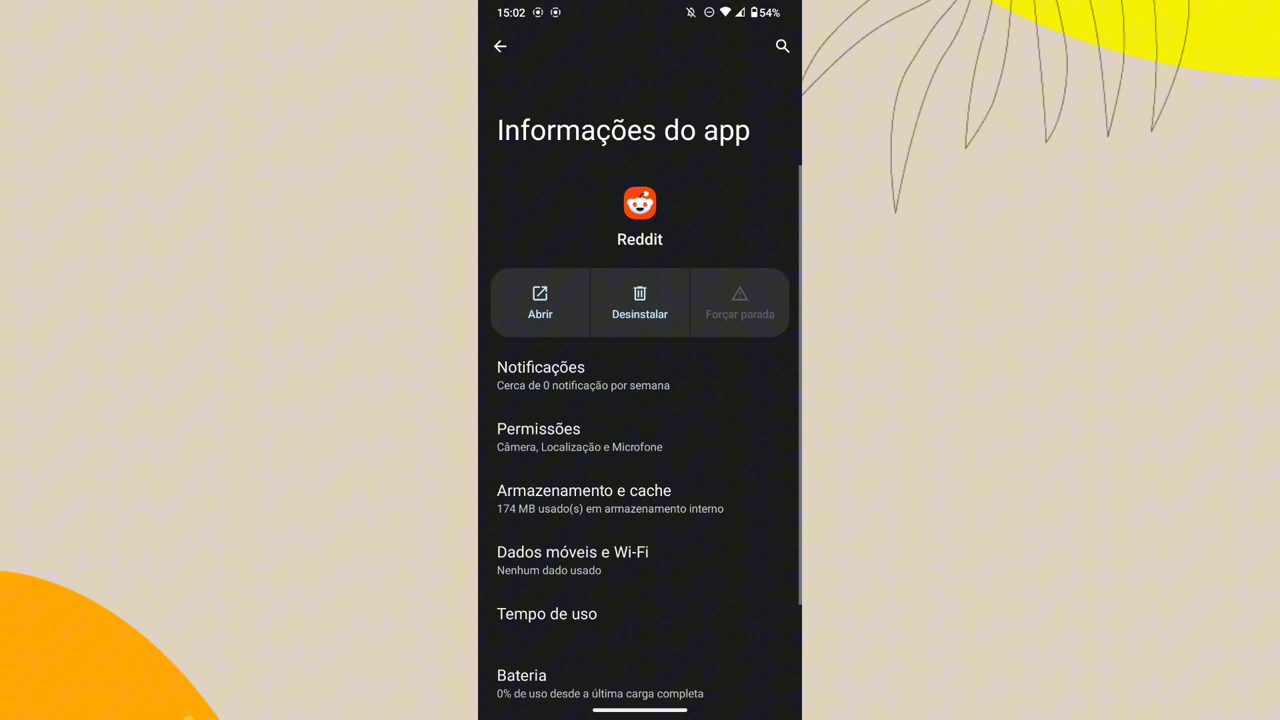 15:02 54%
Informações do app
Reddit
Abrir Desinstalar Forçar parada
Notificações
Cerca de 0 notificação por semana
Permissões
Câmera, Localização e Microfone
Armazenamento e cache
174 MB usado(s) em armazenamento interno
Dados móveis e Wi-Fi
Nenhum dado usado
Tempo de uso
Bateria
0% de uso desde a última carga completa